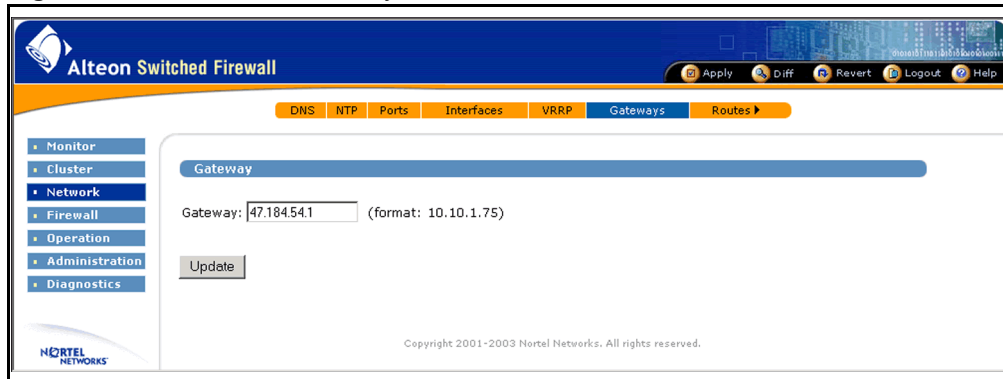 Alteon Switched Firewall
Apply Diff Revert Logout Help
DNS NTP Ports Interfaces VRRP Gateways Routes
Monitor
Cluster
Network
Firewall
Operation
Administration
Diagnostics
Gateway
Gateway: 47.184.54.1 (format: 10.10.1.75)
Update
Copyright 2001-2003 Nortel Networks. All rights reserved.
NORTEL
NETWORKS